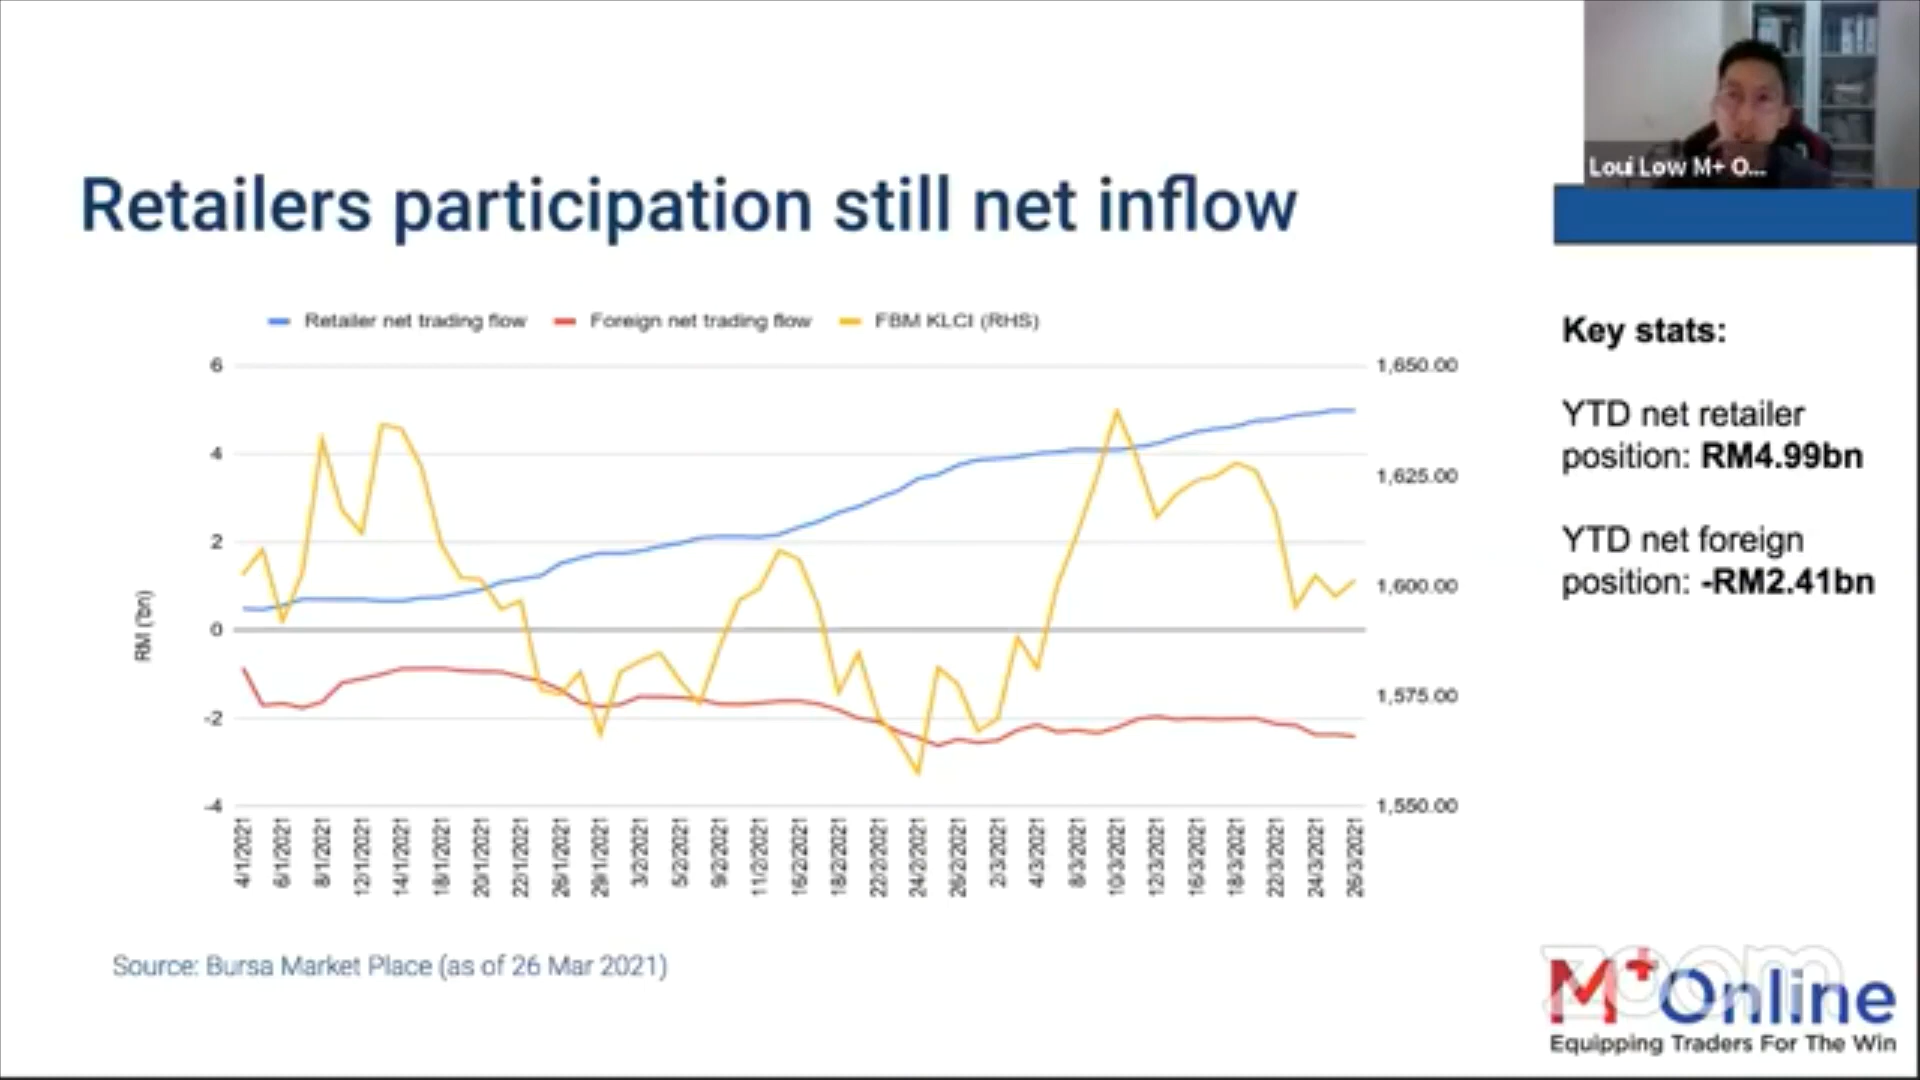 Loui Low M+ O...
Retailers participation still net inflow
Retailer net trading flow
Foreign net trading flow
FBM KLCI (RHS)
6
4
2
0
-2
-4
RM ('bn)
1,650.00
1,625.00
1,600.00
1,575.00
1,550.00
4/1/2021
6/1/2021
8/1/2021
12/1/2021
14/1/2021
18/1/2021
20/1/2021
22/1/2021
26/1/2021
29/1/2021
3/2/2021
5/2/2021
9/2/2021
11/2/2021
16/2/2021
18/2/2021
22/2/2021
24/2/2021
26/2/2021
2/3/2021
4/3/2021
8/3/2021
10/3/2021
12/3/2021
16/3/2021
18/3/2021
22/3/2021
24/3/2021
26/3/2021
Key stats:
YTD net retailer
position: RM4.99bn
YTD net foreign
position: -RM2.41bn
Source: Bursa Market Place (as of 26 Mar 2021)
zoom
M+Online
Equipping Traders For The Win